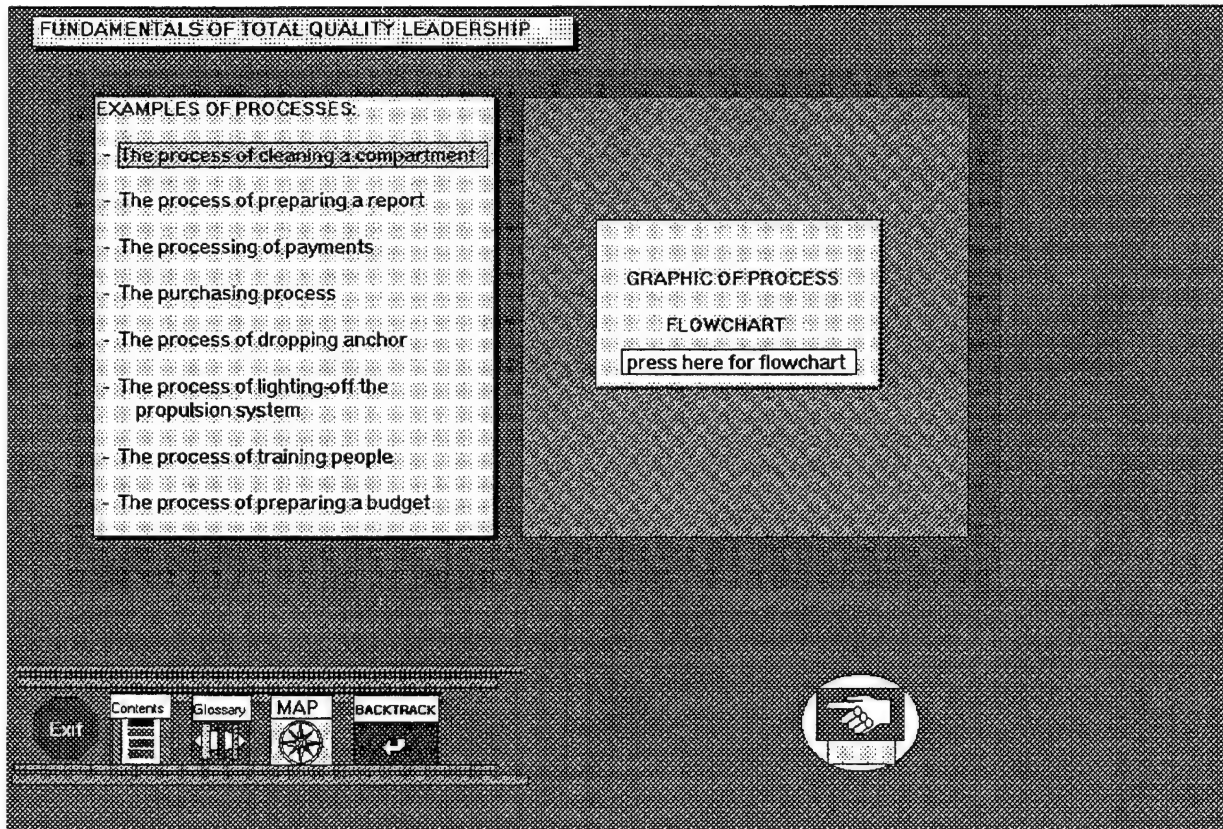 FUNDAMENTALS OF TOTAL QUALITY LEADERSHIP
EXAMPLES OF PROCESSES:
- The process of cleaning a compartment
- The process of preparing a report
- The processing of payments
- The purchasing process
- The process of dropping anchor
- The process of lighting-off the
propulsion system
- The process of training people
- The process of preparing a budget
GRAPHIC OF PROCESS
FLOWCHART
press here for flowchart
Exit
Contents
Glossary
MAP
BACKTRACK